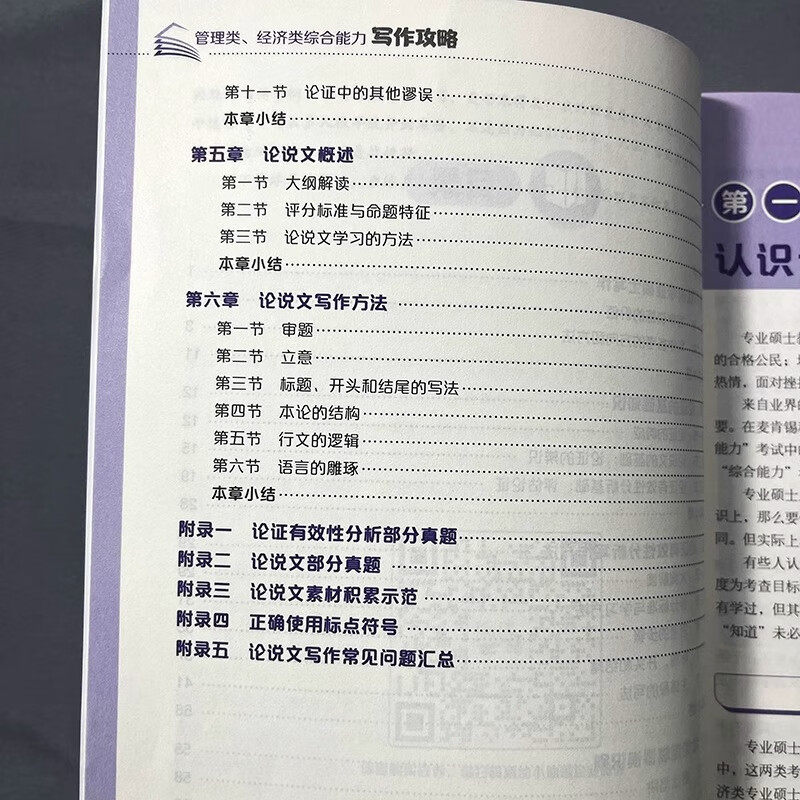 管理类、经济类综合能力 写作攻略
第十一节 论证中的其他谬误
本章小结
第五章 论说文概述
第一节 大纲解读
第二节 评分标准与命题特征
第三节 论说文学习的方法
本章小结
第六章 论说文写作方法
第一节 审题
第二节 立意
第三节 标题、开头和结尾的写法
第四节 本论的结构
第五节 行文的逻辑
第六节 语言的雕琢
本章小结
附录一 论证有效性分析部分真题
附录二 论说文部分真题
附录三 论说文素材积累示范
附录四 正确使用标点符号
附录五 论说文写作常见问题汇总
第一
认识
专业硕士
的合格公民；
热情，面对挫
来自业界的
要。在麦肯锡
能力”考试中
“综合能力”
专业硕士
识上，那么要
同。但实际上
有些人认
度为考查目标
有学过，但其
“知道”未必
专业硕士
中，这两类考
济类专业硕士